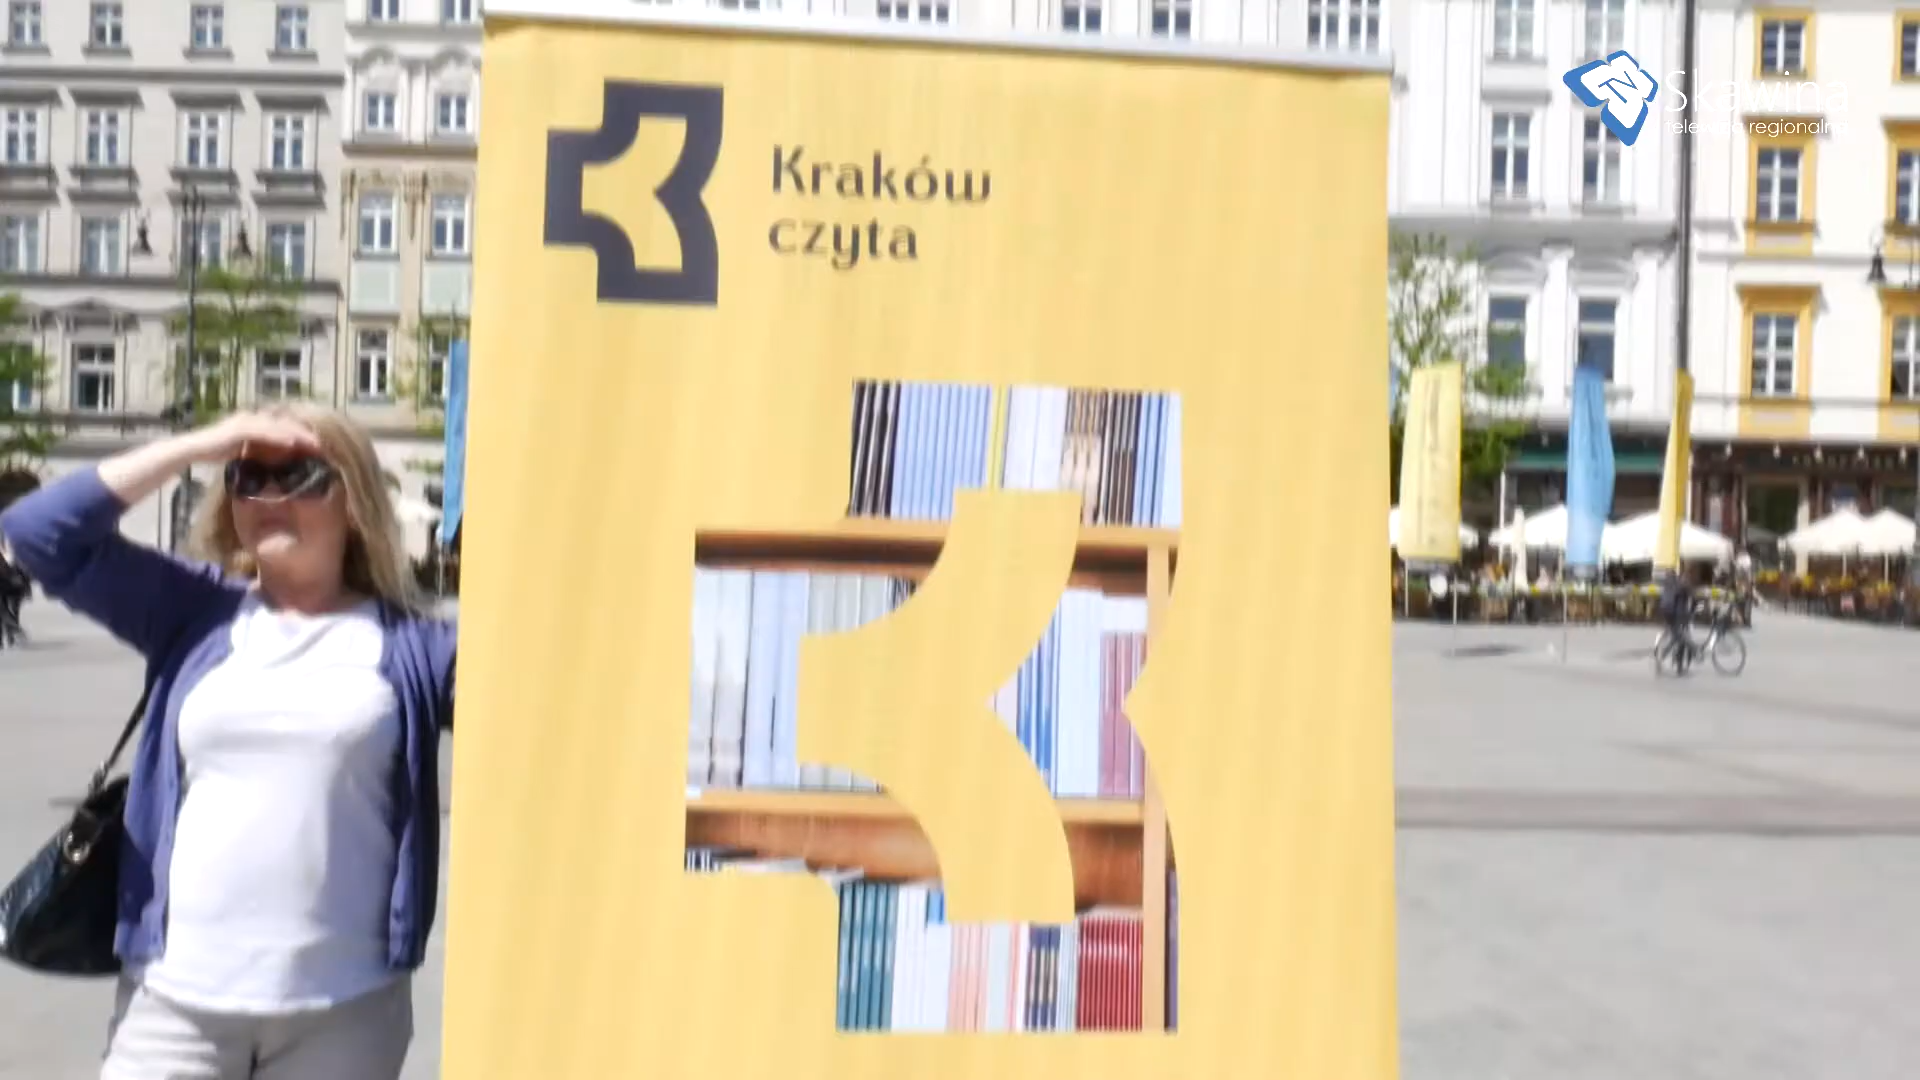 Kraków
czyta
Skawina
telewizja regionalna